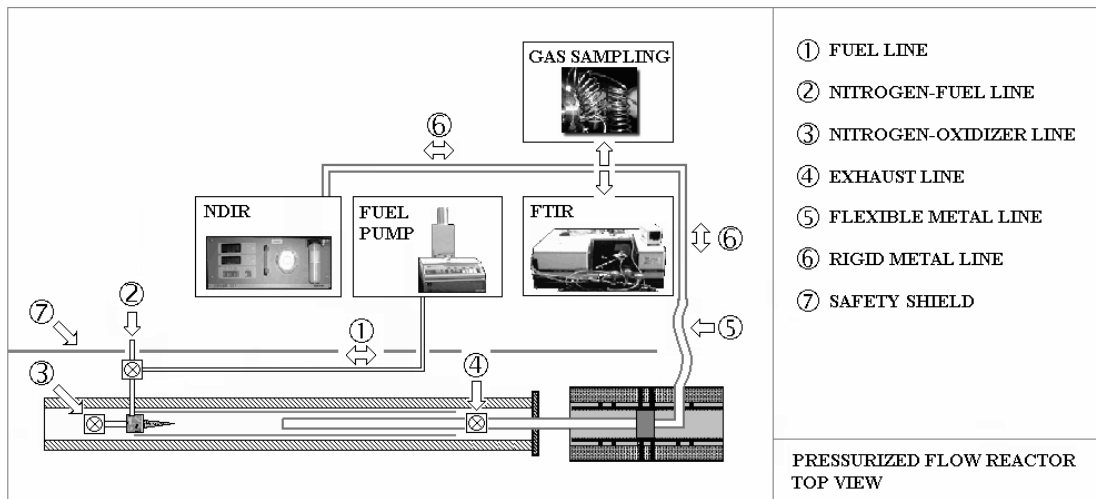 GAS SAMPLING
⑥
NDIR
FUEL
PUMP
FTIR
⑥
②
⑦
①
⑤
③
④
① FUEL LINE
② NITROGEN-FUEL LINE
③ NITROGEN-OXIDIZER LINE
④ EXHAUST LINE
⑤ FLEXIBLE METAL LINE
⑥ RIGID METAL LINE
⑦ SAFETY SHIELD
PRESSURIZED FLOW REACTOR
TOP VIEW